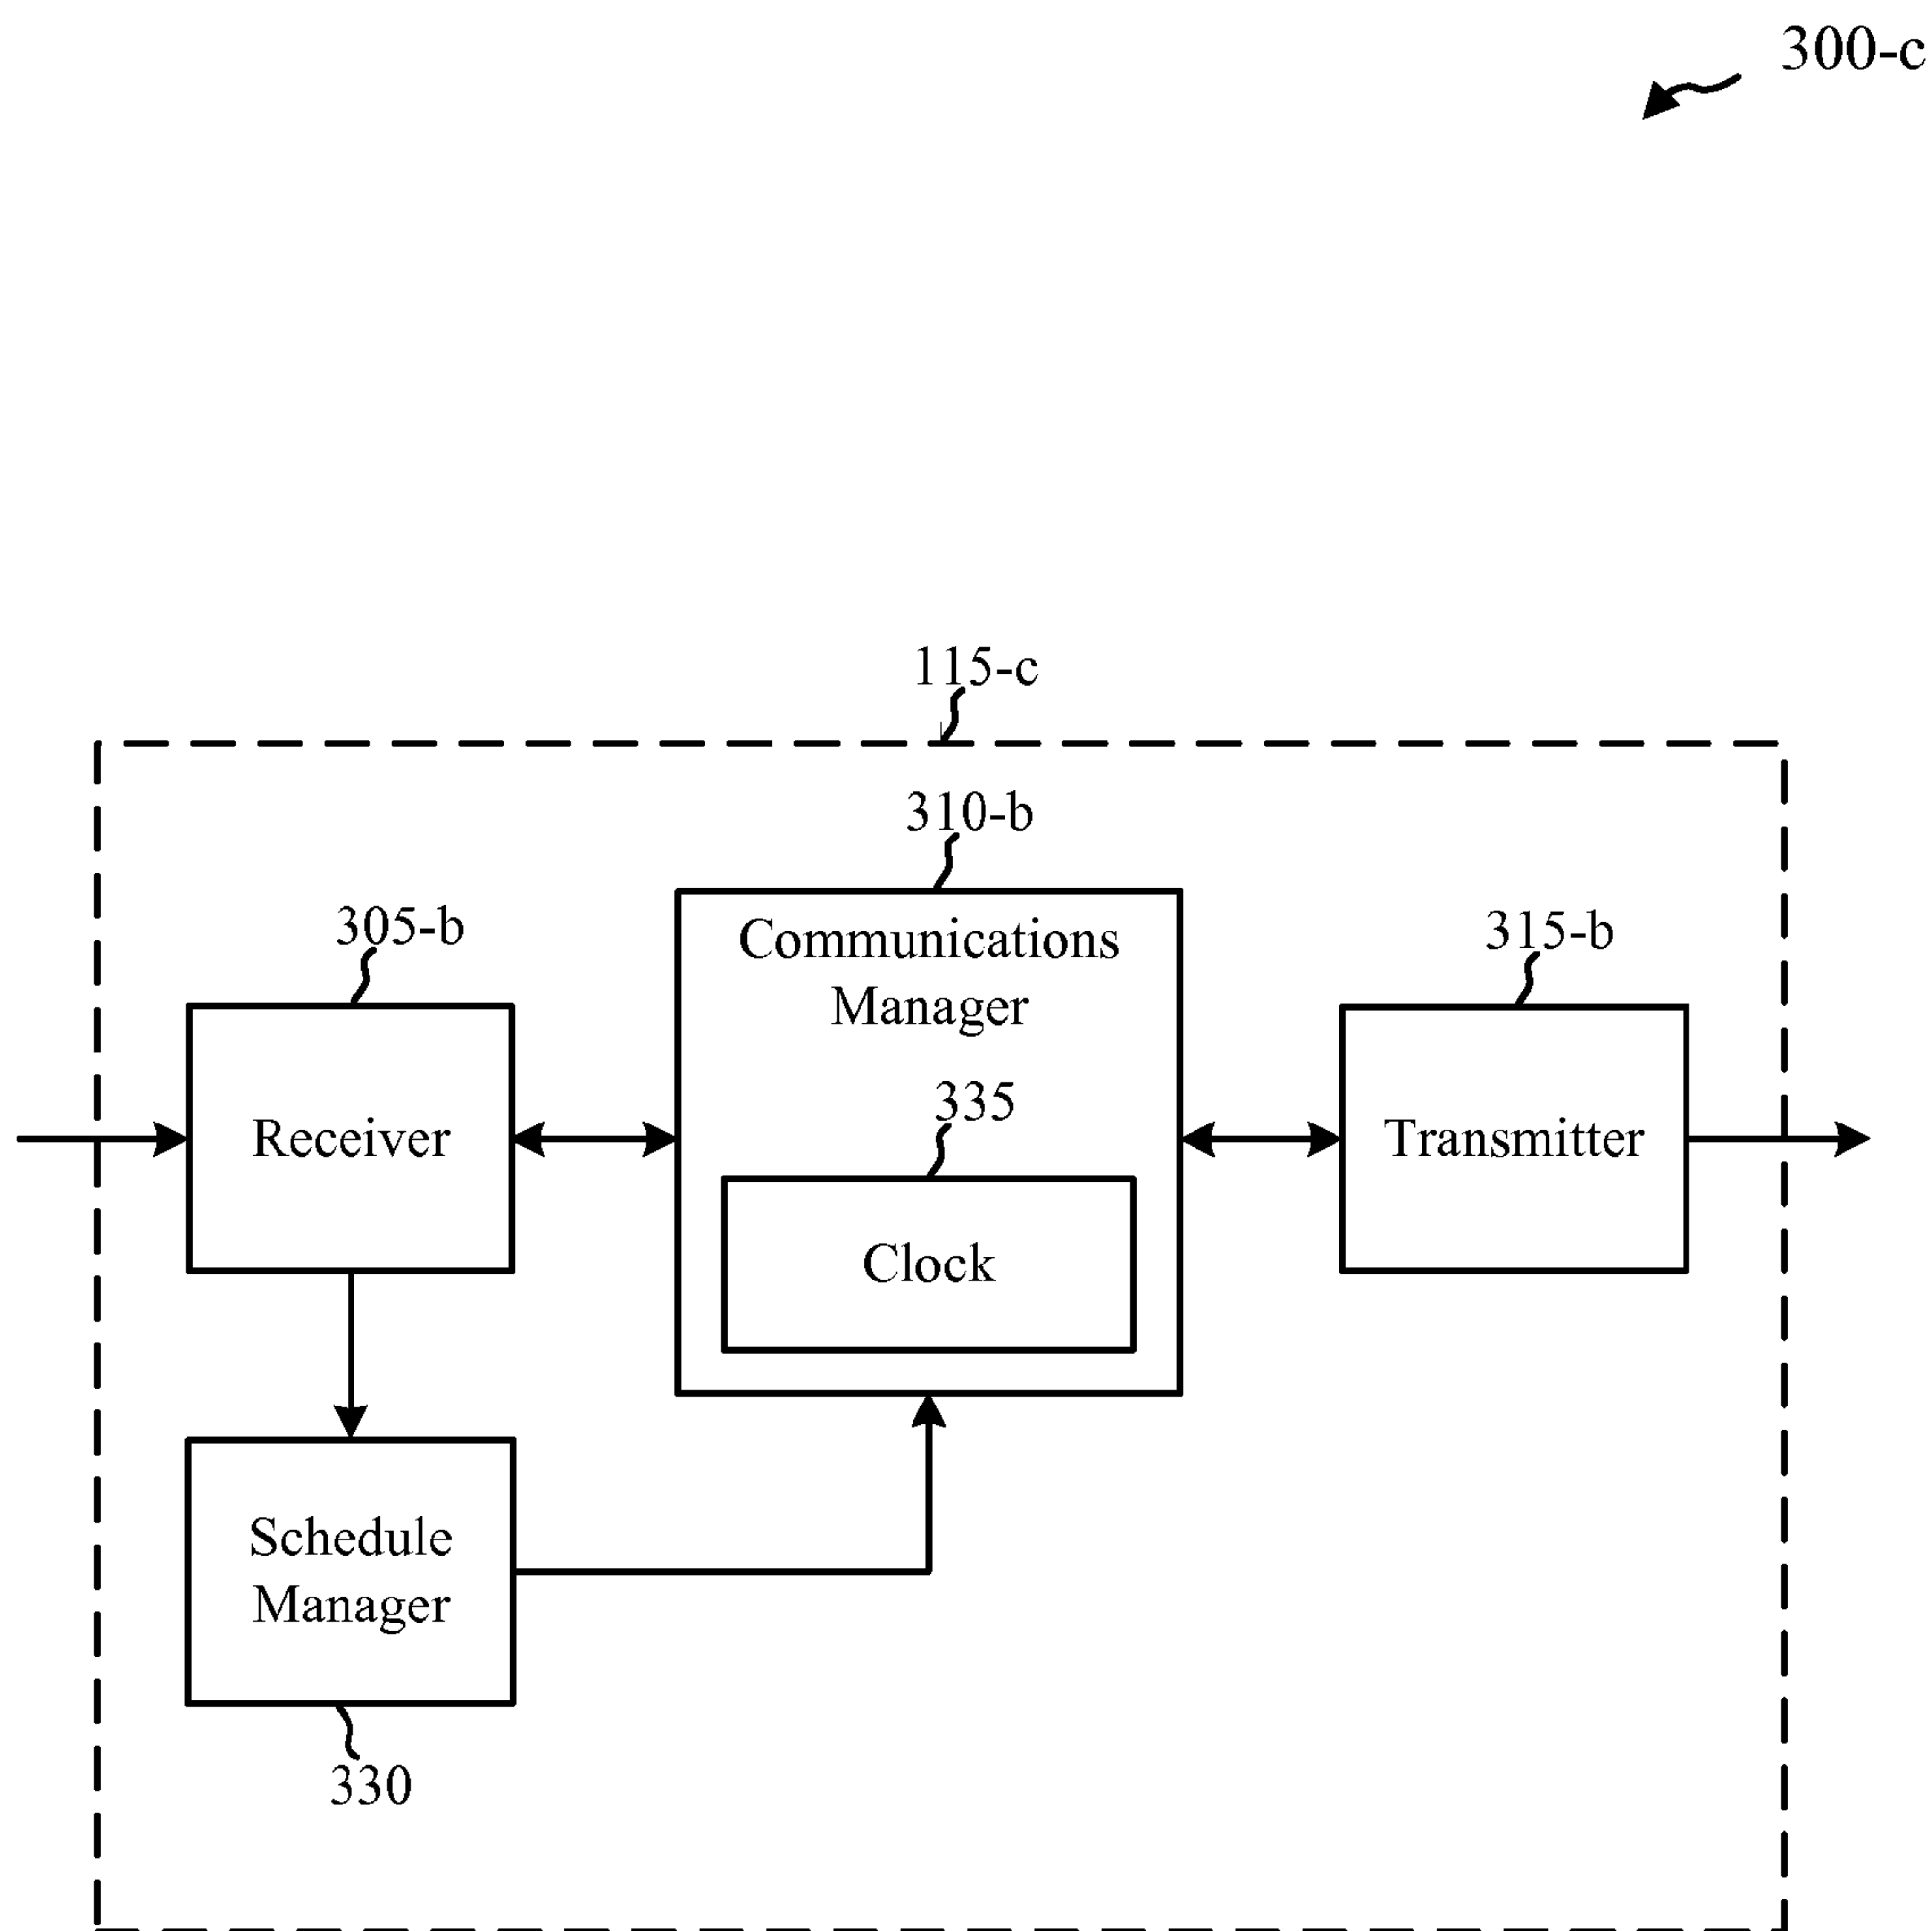 300-c
115-c
310-b
305-b
Communications
Manager
315-b
335
Receiver
Transmitter
Clock
Schedule
Manager
330